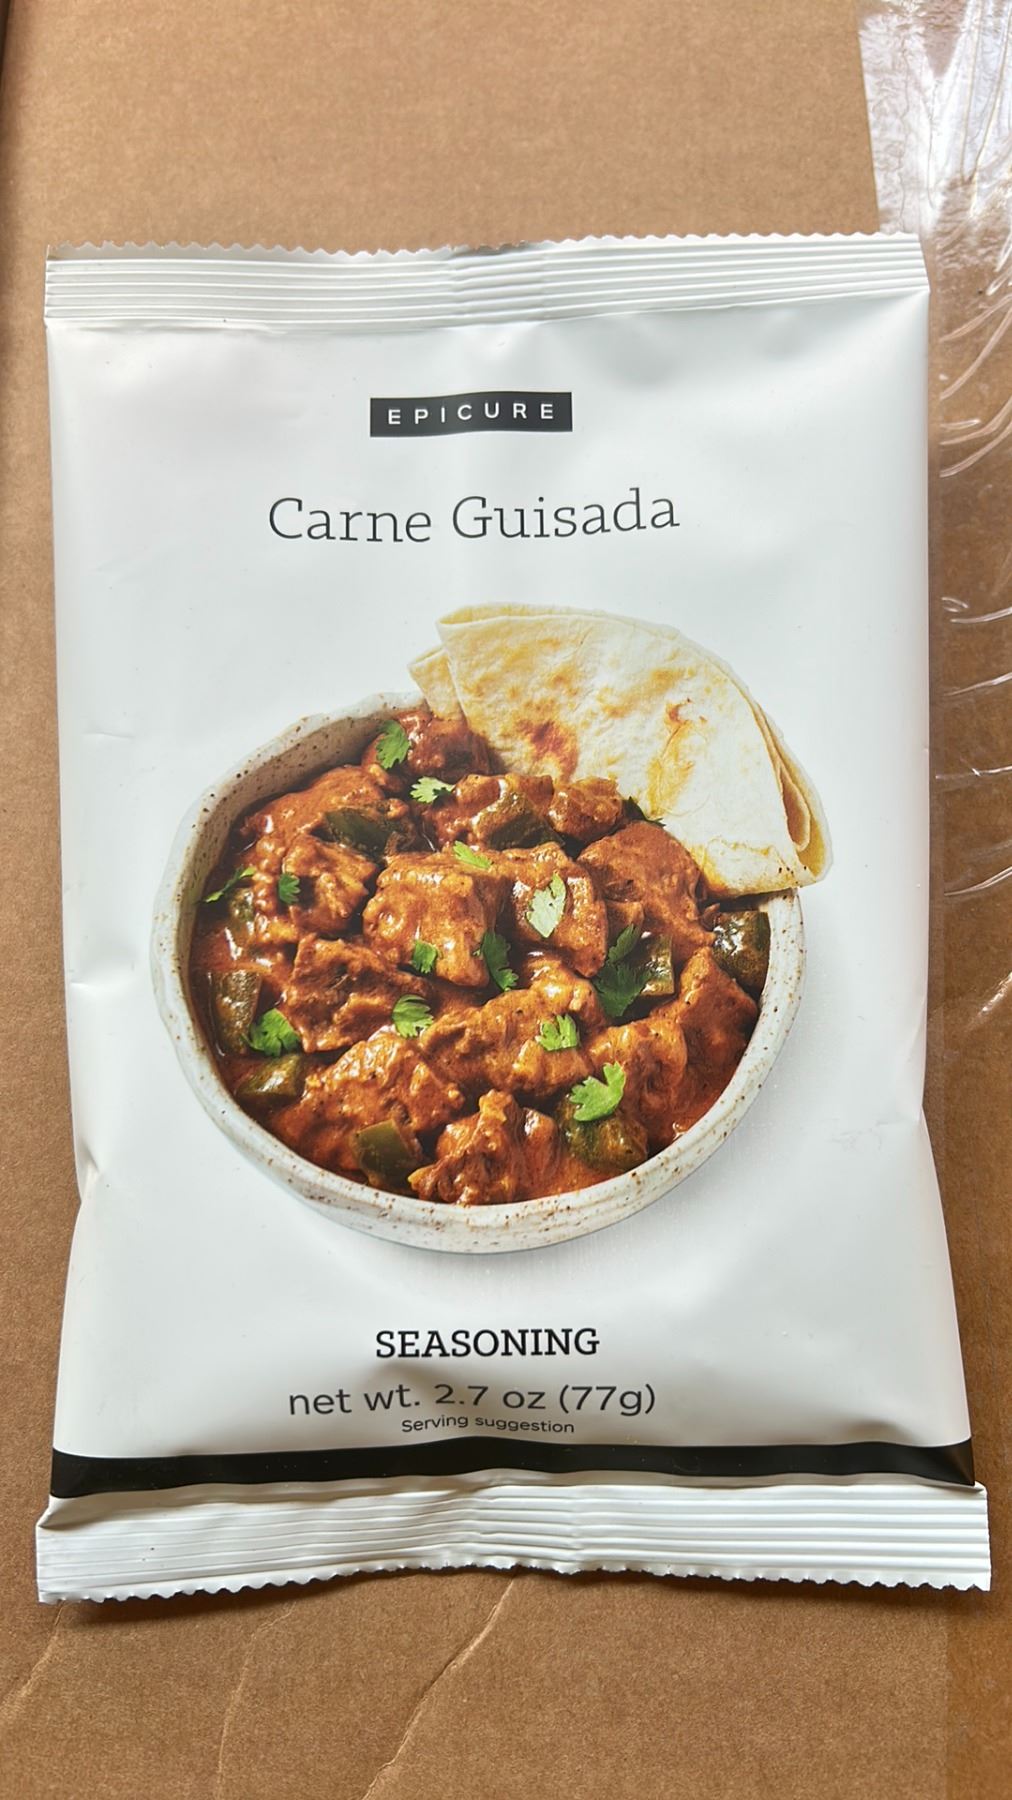 EPICURE
Carne Guisada
SEASONING
net wt. 2.7 oz (77g)
Serving suggestion